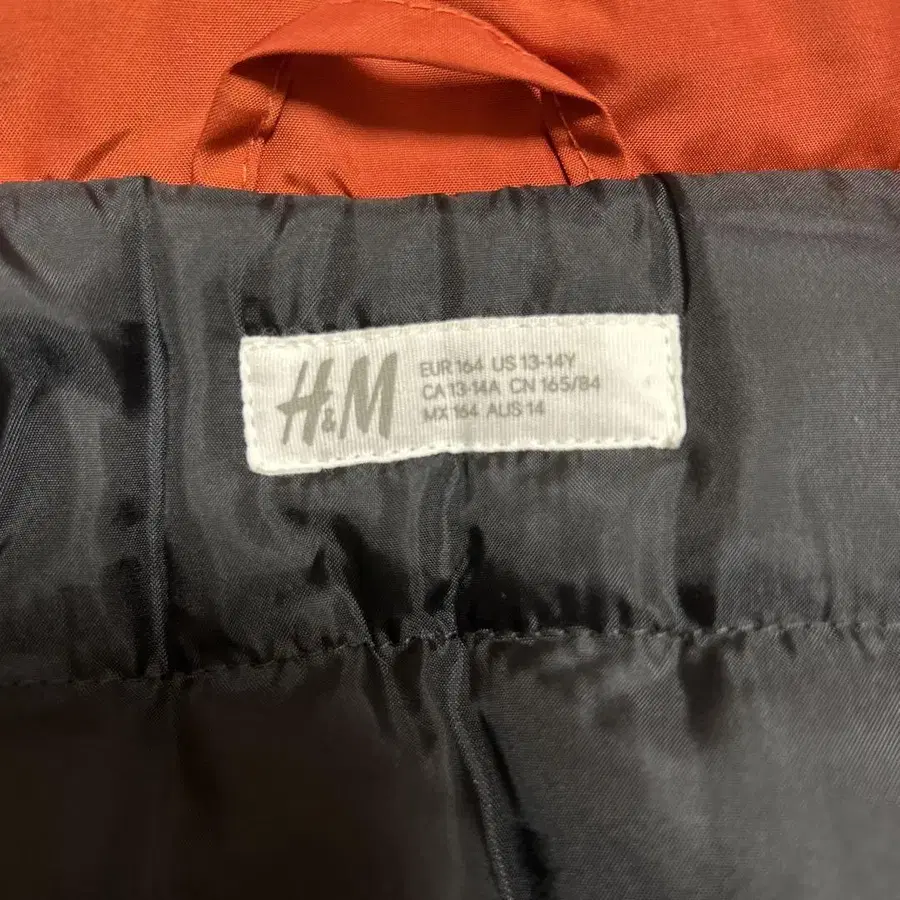 H&M
EUR 164 US 13-14Y
CA 13-14A CN 165/84
MX 164 AUS 14